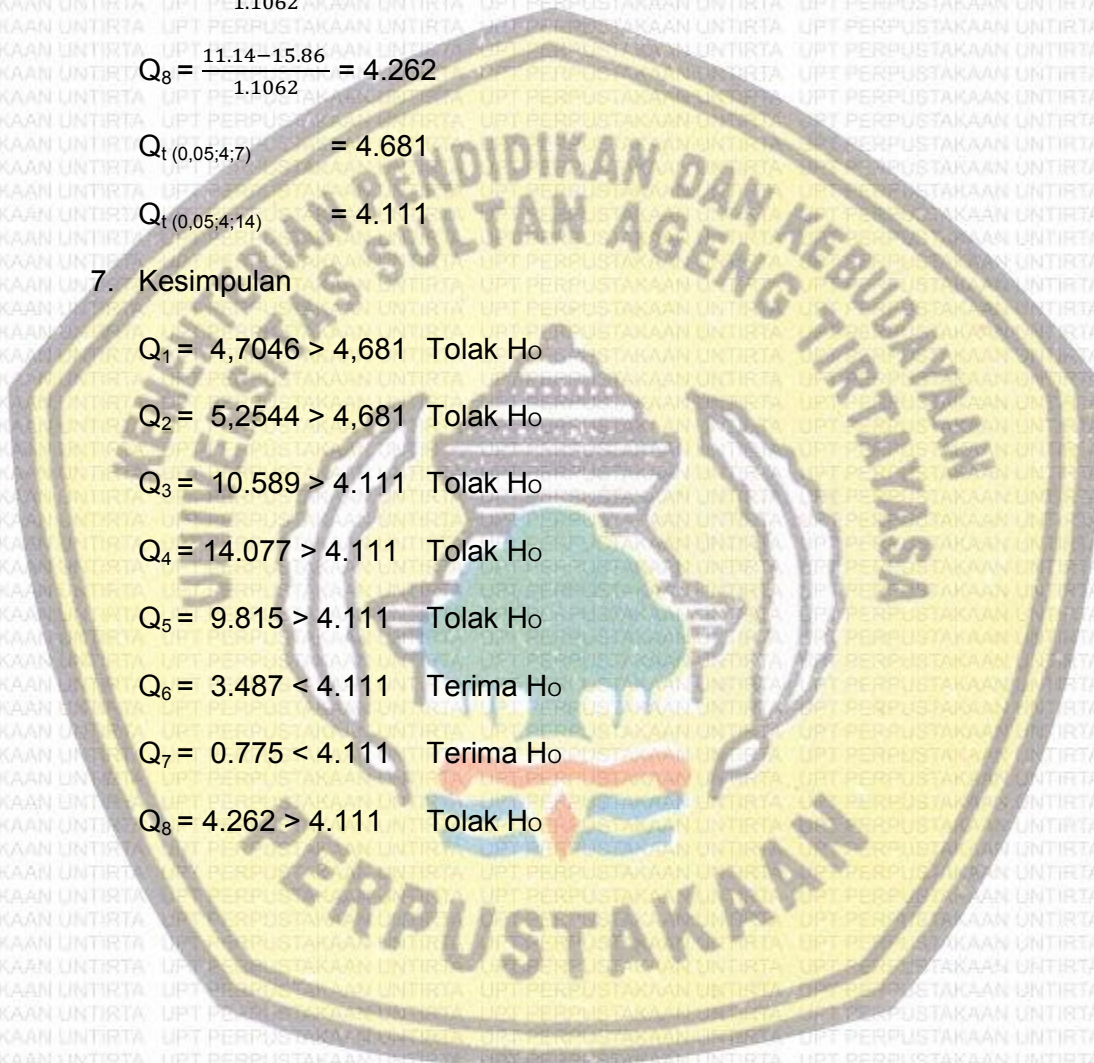 1.1062
Q8 = 11.14−15.86 / 1.1062 = 4.262
Qt (0,05;4;7) = 4.681
Qt (0,05;4;14) = 4.111
7. Kesimpulan
Q1 = 4,7046 > 4,681 Tolak Ho
Q2 = 5,2544 > 4,681 Tolak Ho
Q3 = 10.589 > 4.111 Tolak Ho
Q4 = 14.077 > 4.111 Tolak Ho
Q5 = 9.815 > 4.111 Tolak Ho
Q6 = 3.487 < 4.111 Terima Ho
Q7 = 0.775 < 4.111 Terima Ho
Q8 = 4.262 > 4.111 Tolak Ho
KEMENTERIAN PENDIDIKAN DAN KEBUDAYAAN
UNIVERSITAS SULTAN AGENG TIRTAYASA
PERPUSTAKAAN
UPT PERPUSTAKAAN UNTIRTA